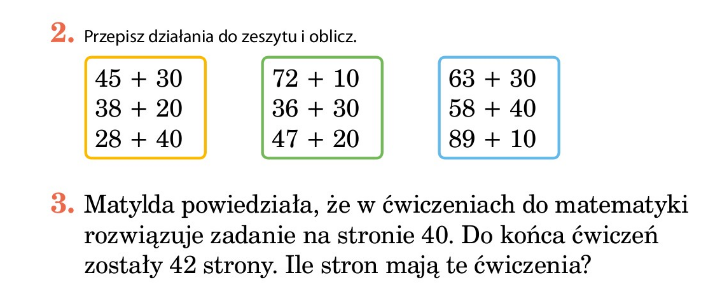 2. Przepisz działania do zeszytu i oblicz.
45 + 30
38 + 20
28 + 40
72 + 10
36 + 30
47 + 20
63 + 30
58 + 40
89 + 10
3. Matylda powiedziała, że w ćwiczeniach do matematyki
rozwiązuje zadanie na stronie 40. Do końca ćwiczeń
zostały 42 strony. Ile stron mają te ćwiczenia?